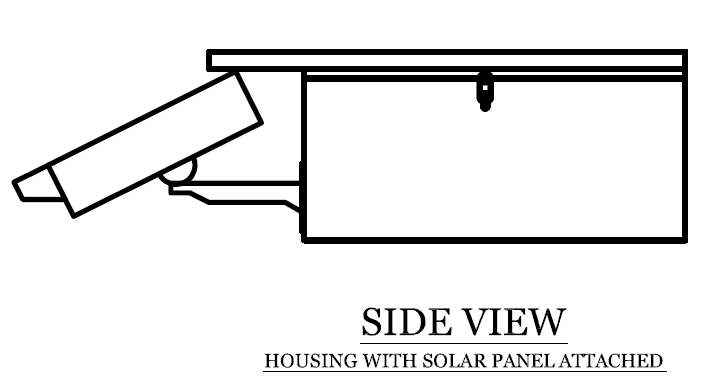 SIDE VIEW
HOUSING WITH SOLAR PANEL ATTACHED